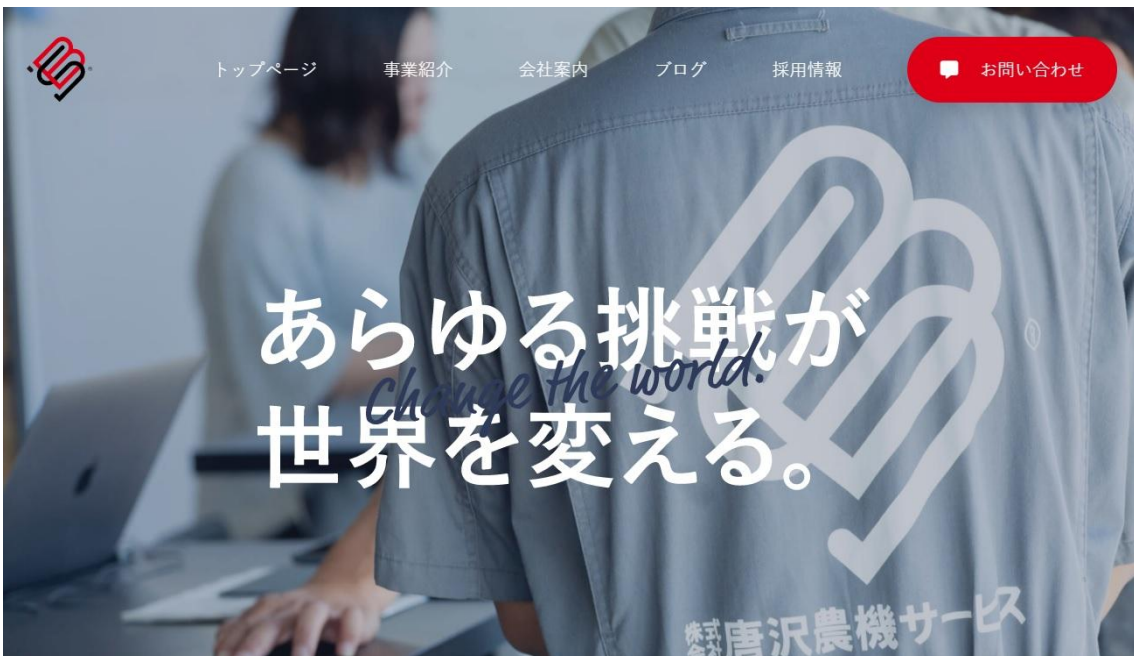 トップページ
事業紹介
会社案内
ブログ
採用情報
お問い合わせ
あらゆる挑戦が
Change the world.
世界を変える。
株式会社唐沢農機サービス